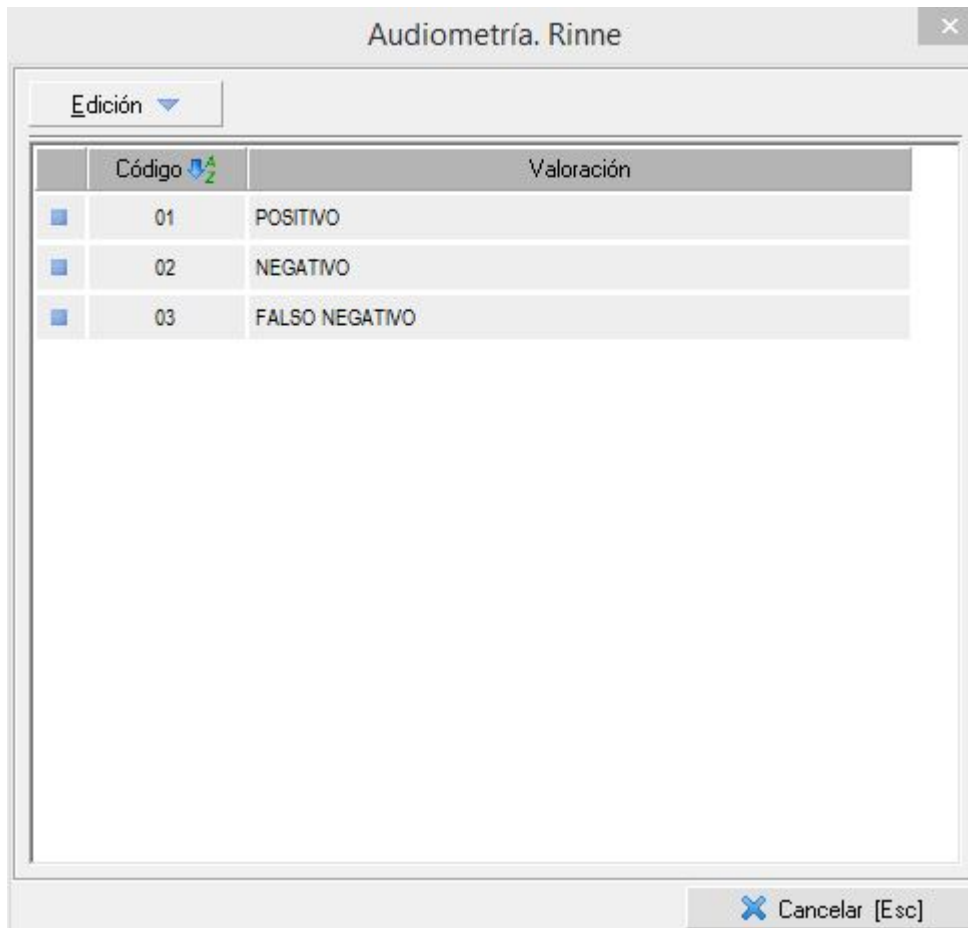 Audiometría. Rinne
Edición
Código Valoración
01 POSITIVO
02 NEGATIVO
03 FALSO NEGATIVO
Cancelar [Esc]